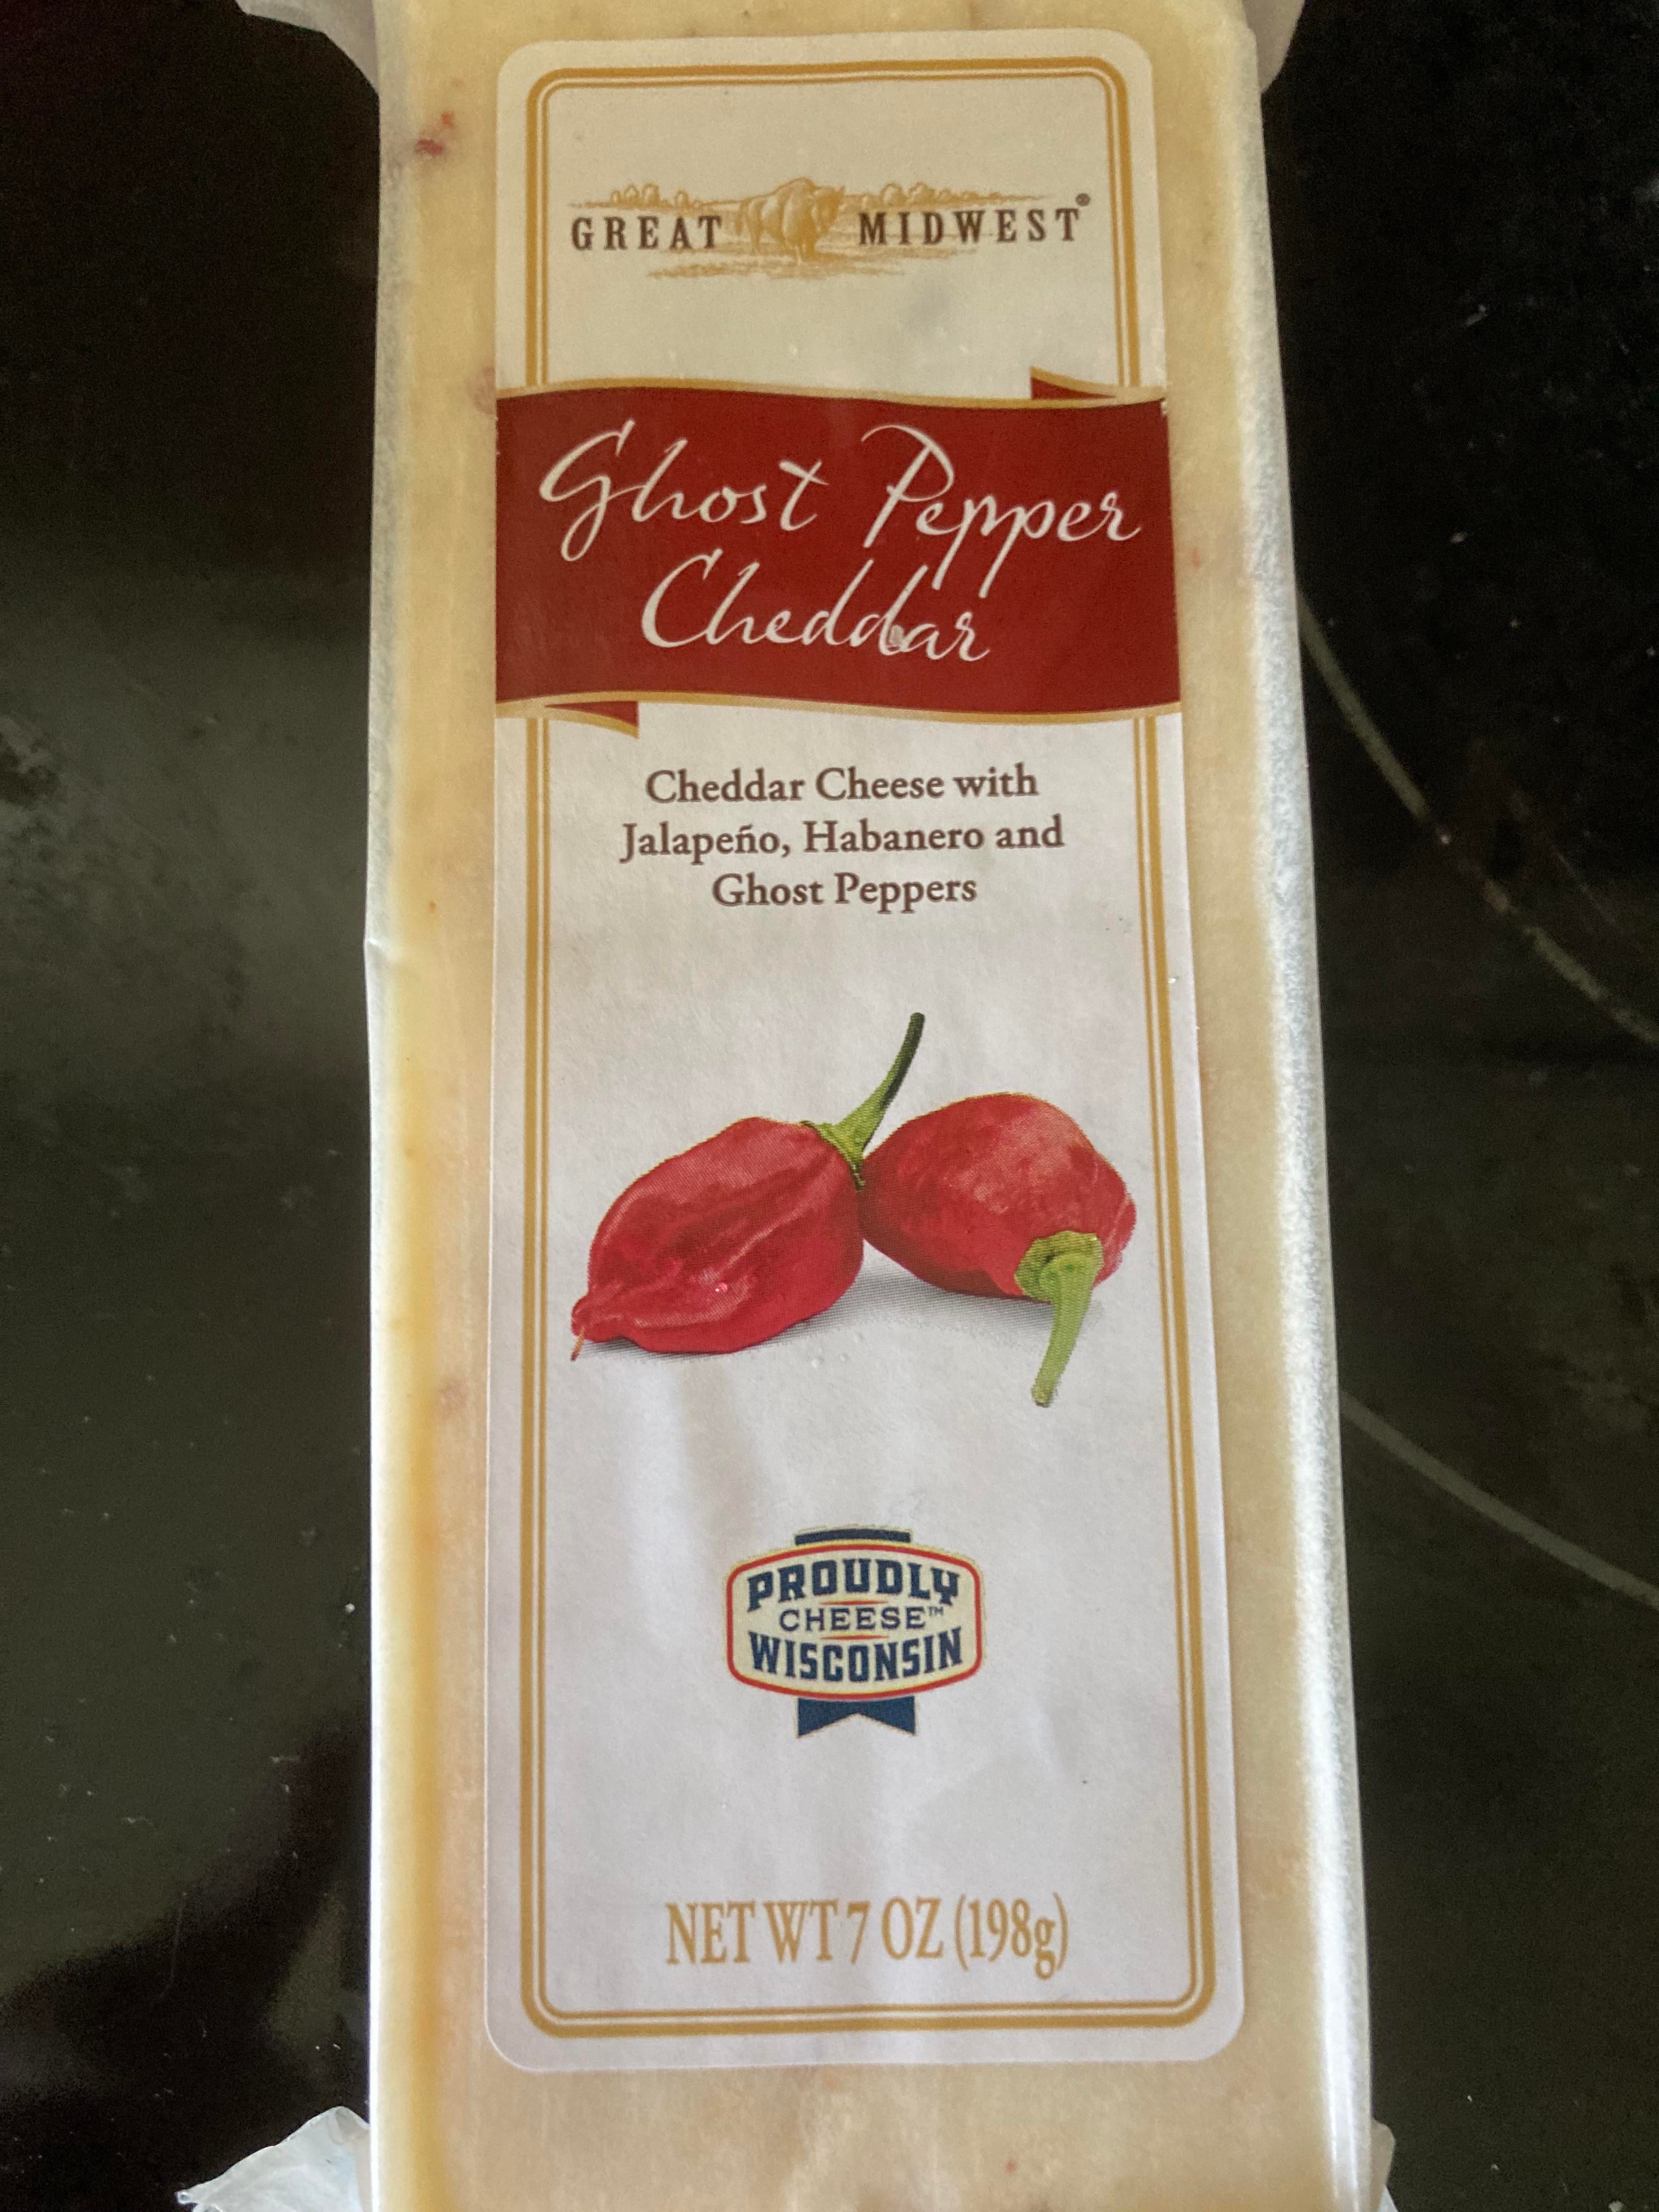 GREAT MIDWEST®
Ghost Pepper
Cheddar
Cheddar Cheese with
Jalapeño, Habanero and
Ghost Peppers
PROUDLY
CHEESE™
WISCONSIN
NET WT 7 OZ (198g)